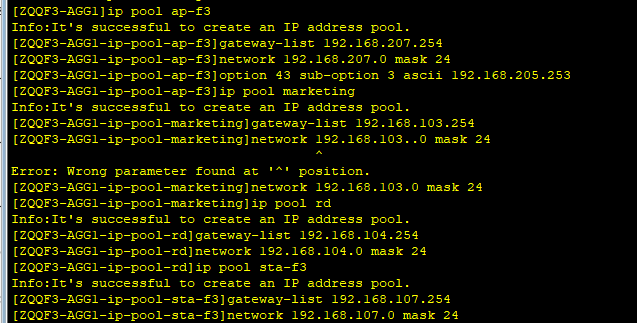 [ZQQF3-AGG1]ip pool ap-f3
Info:It's successful to create an IP address pool.
[ZQQF3-AGG1-ip-pool-ap-f3]gateway-list 192.168.207.254
[ZQQF3-AGG1-ip-pool-ap-f3]network 192.168.207.0 mask 24
[ZQQF3-AGG1-ip-pool-ap-f3]option 43 sub-option 3 ascii 192.168.205.253
[ZQQF3-AGG1-ip-pool-ap-f3]ip pool marketing
Info:It's successful to create an IP address pool.
[ZQQF3-AGG1-ip-pool-marketing]gateway-list 192.168.103.254
[ZQQF3-AGG1-ip-pool-marketing]network 192.168.103..0 mask 24
^
Error: Wrong parameter found at '^' position.
[ZQQF3-AGG1-ip-pool-marketing]network 192.168.103.0 mask 24
[ZQQF3-AGG1-ip-pool-marketing]ip pool rd
Info:It's successful to create an IP address pool.
[ZQQF3-AGG1-ip-pool-rd]gateway-list 192.168.104.254
[ZQQF3-AGG1-ip-pool-rd]network 192.168.104.0 mask 24
[ZQQF3-AGG1-ip-pool-rd]ip pool sta-f3
Info:It's successful to create an IP address pool.
[ZQQF3-AGG1-ip-pool-sta-f3]gateway-list 192.168.107.254
[ZQQF3-AGG1-ip-pool-sta-f3]network 192.168.107.0 mask 24